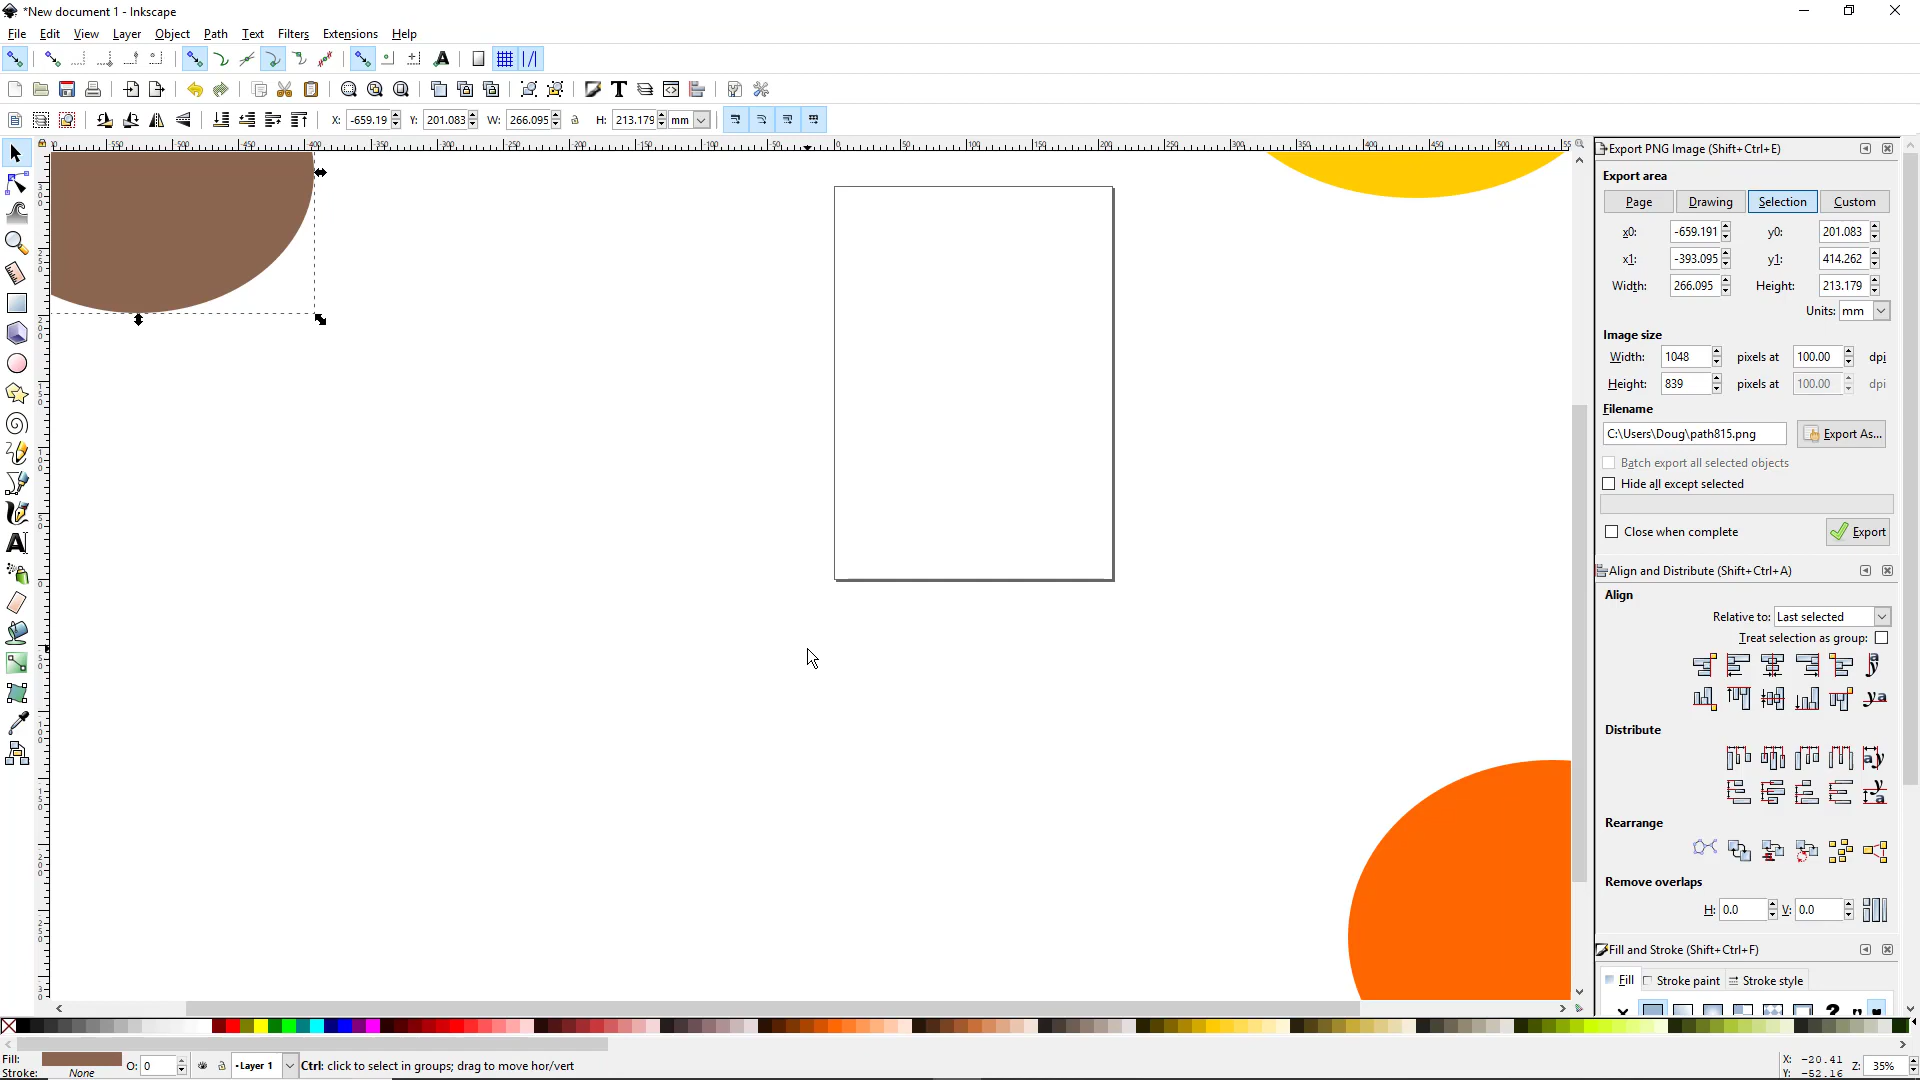 *New document 1 - Inkscape
File Edit View Layer Object Path Text Filters Extensions Help
X: -659.19 Y: 201.083 W: 266.095 H: 213.179 mm
Export PNG Image (Shift+Ctrl+E)
Export area
Page Drawing Selection Custom
x0: -659.191 y0: 201.083
x1: -393.095 y1: 414.262
Width: 266.095 Height: 213.179
Units: mm
Image size
Width: 1048 pixels at 100.00 dpi
Height: 839 pixels at 100.00 dpi
Filename
C:\Users\Doug\path815.png Export As...
Batch export all selected objects
Hide all except selected
Close when complete Export
Align and Distribute (Shift+Ctrl+A)
Align
Relative to: Last selected
Treat selection as group:
Distribute
Rearrange
Remove overlaps
H: 0.0 V: 0.0
Fill and Stroke (Shift+Ctrl+F)
Fill Stroke paint Stroke style
Fill:
Stroke: None
O: 0
Layer 1
Ctrl: click to select in groups; drag to move hor/vert
X: -20.41
Y: -52.16
Z: 35%